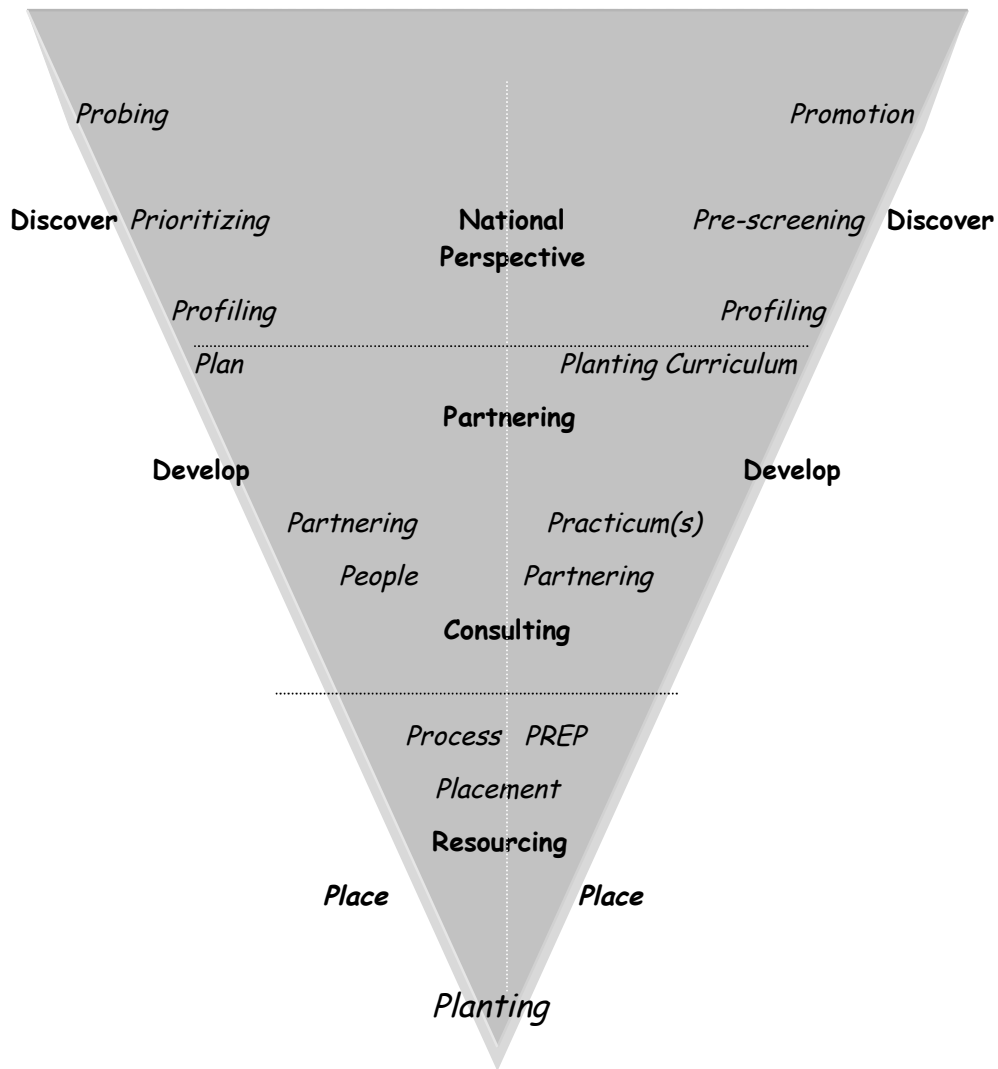 Probing Promotion
Discover Prioritizing National Pre-screening Discover
Perspective
Profiling Profiling
Plan Planting Curriculum
Partnering
Develop Develop
Partnering Practicum(s)
People Partnering
Consulting
Process PREP
Placement
Resourcing
Place Place
Planting